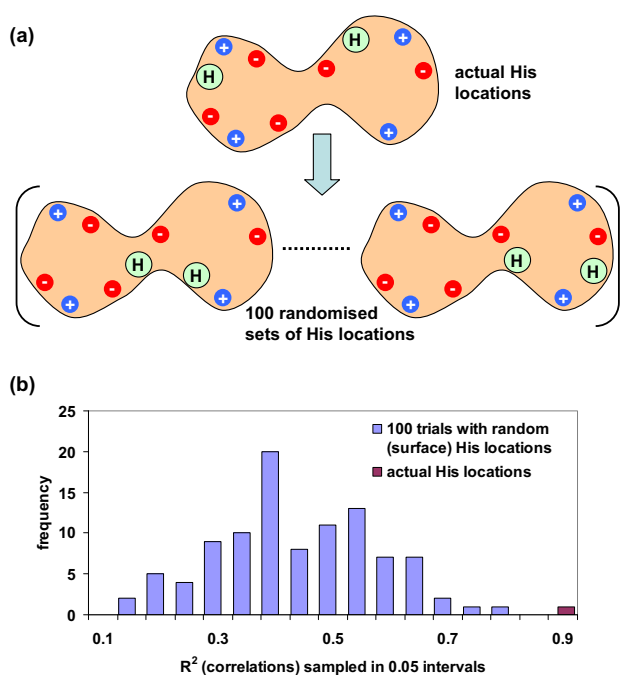 (a)
+
H
-
-
H
+
-
-
+
-
+
actual His
locations
+
-
-
H
-
+
-
+
-
H
+
............
+
-
-
+
-
+
-
H
H
-
+
100 randomised
sets of His locations
(b)
frequency
25
20
15
10
5
0
100 trials with random
(surface) His locations
actual His locations
0.1 0.3 0.5 0.7 0.9
R² (correlations) sampled in 0.05 intervals